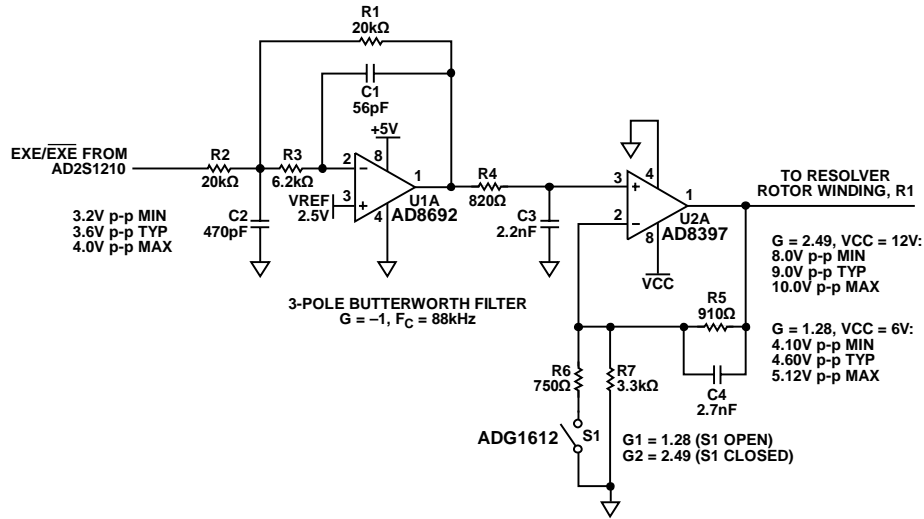 R1
20kΩ
C1
56pF
+5V
EXE/EXE FROM
AD2S1210
R2
20kΩ
R3
6.2kΩ
2
8
1
3
4
VREF
2.5V
U1A
AD8692
3.2V p-p MIN
3.6V p-p TYP
4.0V p-p MAX
C2
470pF
R4
820Ω
C3
2.2nF
3
4
1
2
8
U2A
AD8397
VCC
TO RESOLVER
ROTOR WINDING, R1
3-POLE BUTTERWORTH FILTER
G = –1, FC = 88kHz
G = 2.49, VCC = 12V:
8.0V p-p MIN
9.0V p-p TYP
10.0V p-p MAX
R5
910Ω
G = 1.28, VCC = 6V:
4.10V p-p MIN
4.60V p-p TYP
5.12V p-p MAX
C4
2.7nF
R6
750Ω
R7
3.3kΩ
ADG1612
S1
G1 = 1.28 (S1 OPEN)
G2 = 2.49 (S1 CLOSED)